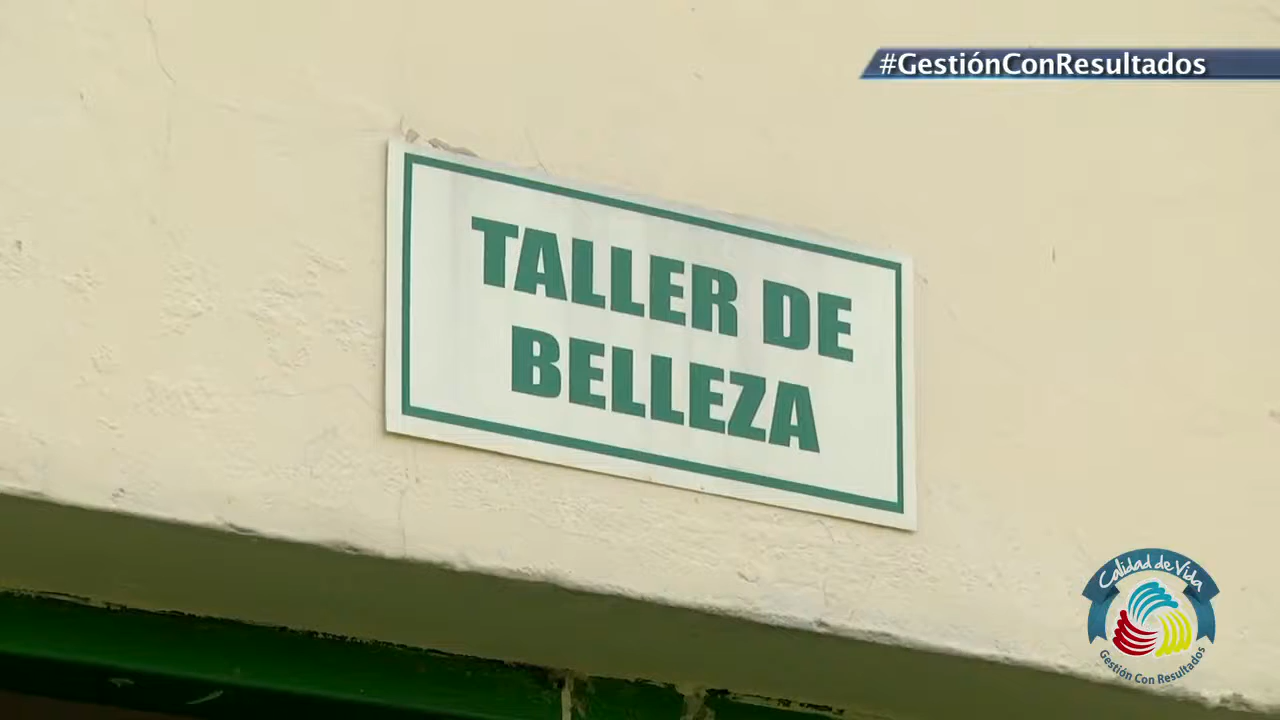 #GestiónConResultados
TALLER DE
BELLEZA
Calidad de Vida
Gestión Con Resultados